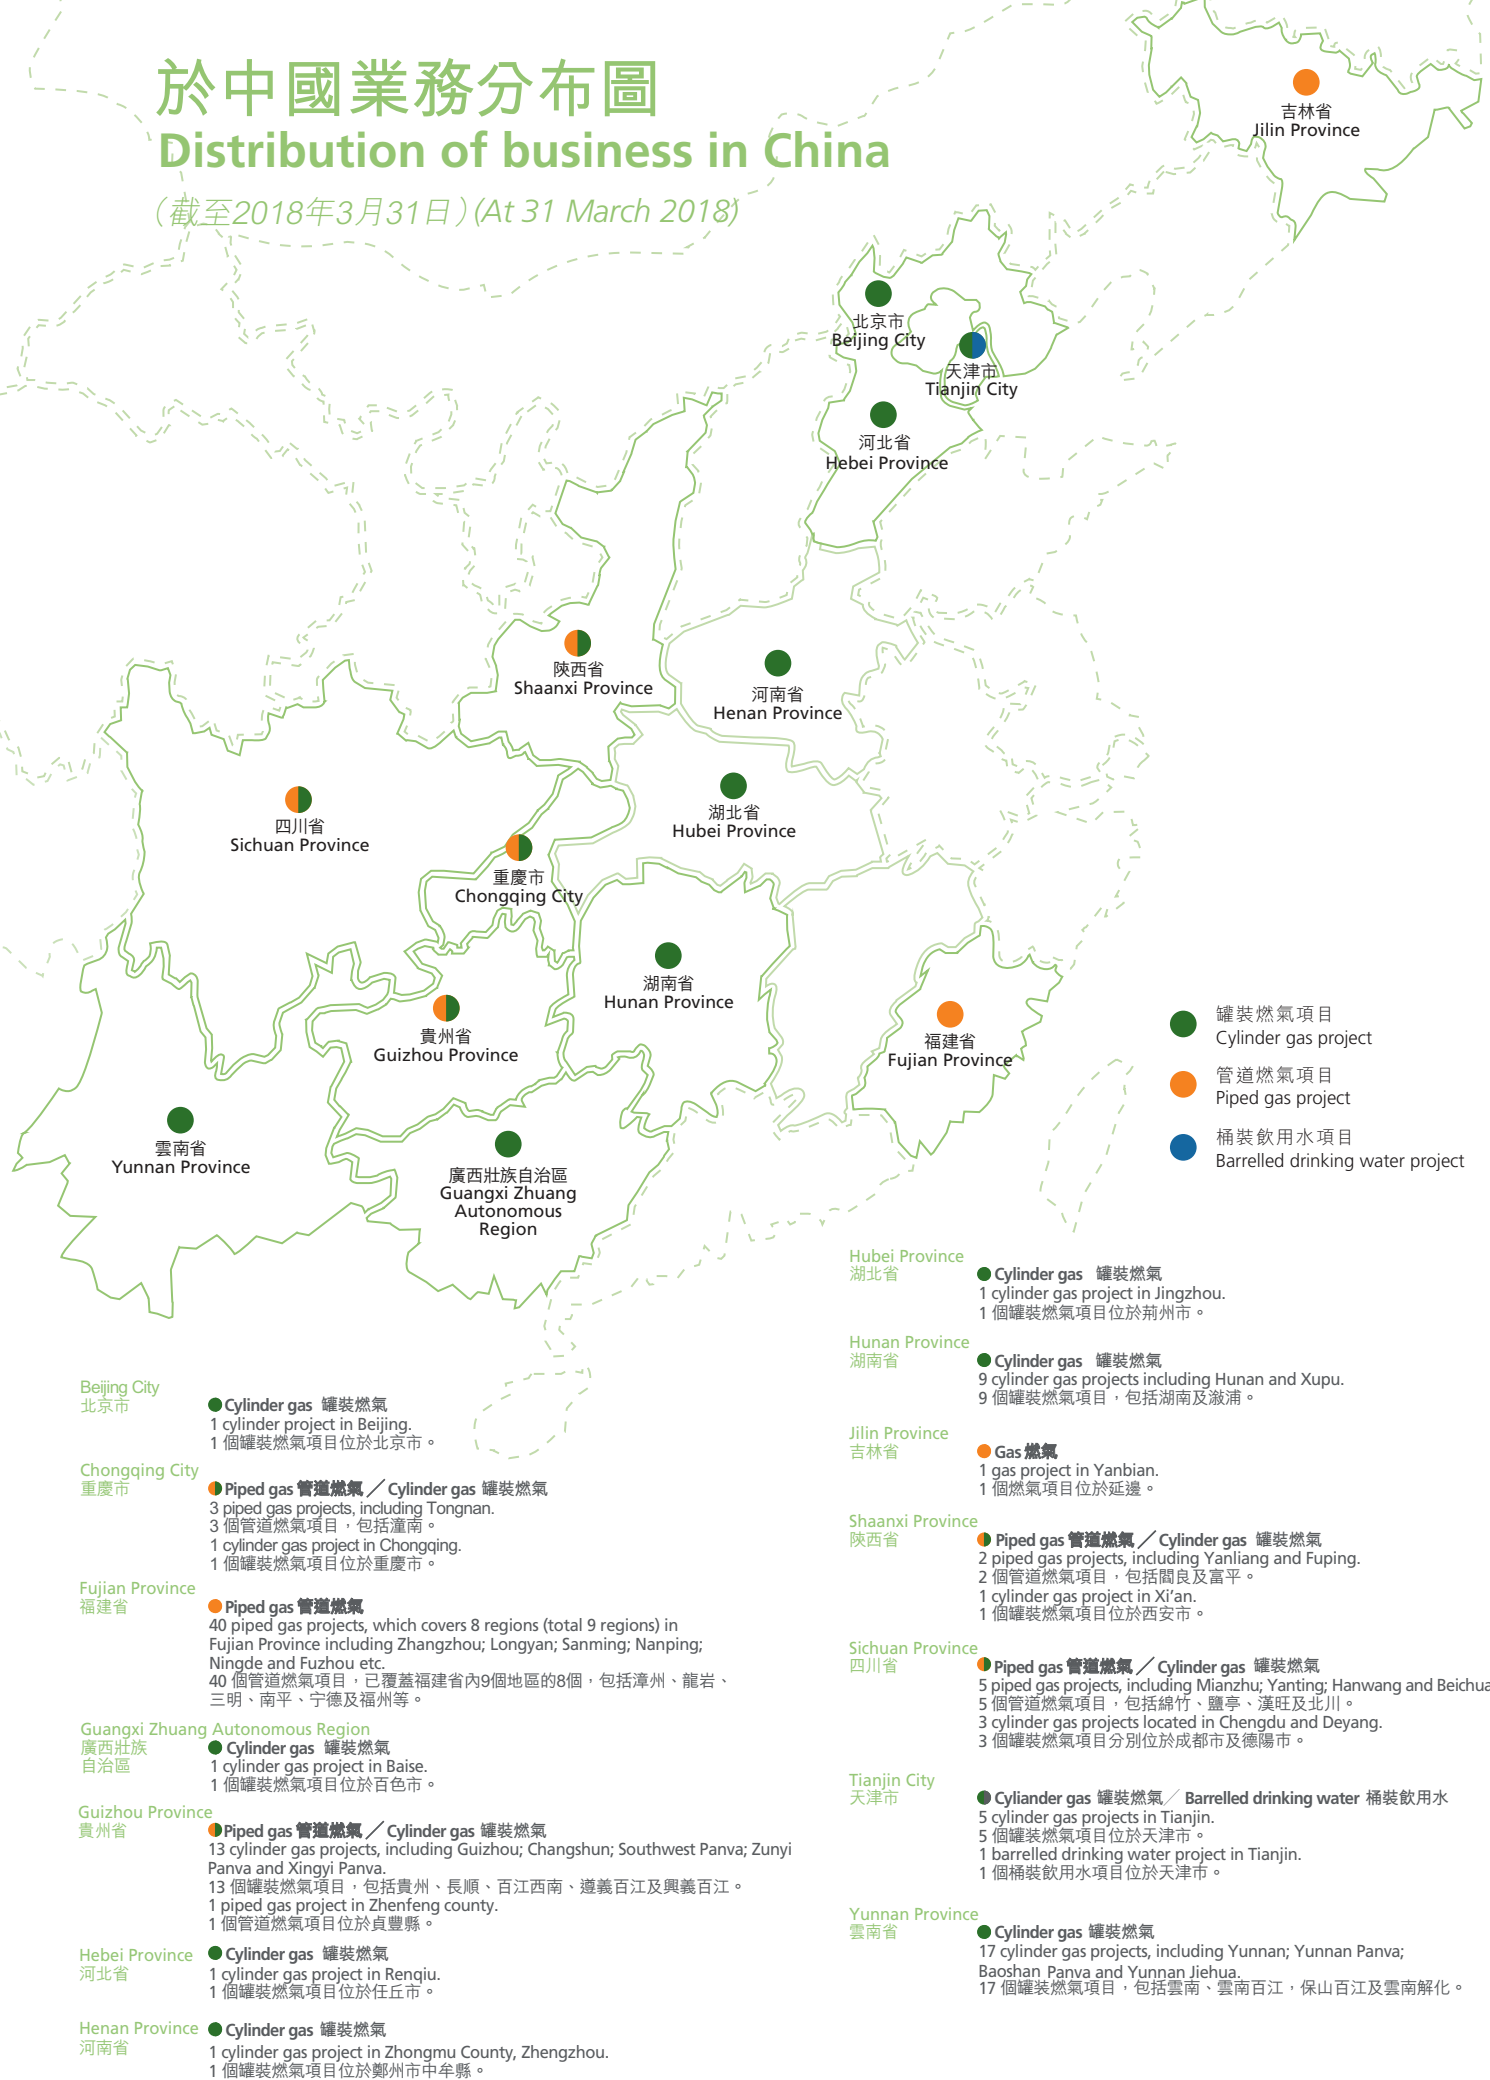 於中國業務分布圖
Distribution of business in China
（截至2018年3月31日）(At 31 March 2018)
吉林省
Jilin Province
北京市
Beijing City
天津市
Tianjin City
河北省
Hebei Province
陝西省
Shaanxi Province
河南省
Henan Province
四川省
Sichuan Province
湖北省
Hubei Province
重慶市
Chongqing City
湖南省
Hunan Province
貴州省
Guizhou Province
福建省
Fujian Province
雲南省
Yunnan Province
廣西壯族自治區
Guangxi Zhuang
Autonomous
Region
罐裝燃氣項目
Cylinder gas project
管道燃氣項目
Piped gas project
桶裝飲用水項目
Barrelled drinking water project
Beijing City
北京市
Cylinder gas 罐裝燃氣
1 cylinder project in Beijing.
1 個罐裝燃氣項目位於北京市。
Chongqing City
重慶市
Piped gas 管道燃氣／Cylinder gas 罐裝燃氣
3 piped gas projects, including Tongnan.
3 個管道燃氣項目，包括潼南。
1 cylinder gas project in Chongqing.
1 個罐裝燃氣項目位於重慶市。
Fujian Province
福建省
Piped gas 管道燃氣
40 piped gas projects, which covers 8 regions (total 9 regions) in
Fujian Province including Zhangzhou; Longyan; Sanming; Nanping;
Ningde and Fuzhou etc.
40 個管道燃氣項目，已覆蓋福建省內9個地區的8個，包括漳州、龍岩、
三明、南平、宁德及福州等。
Guangxi Zhuang Autonomous Region
廣西壯族
自治區
Cylinder gas 罐裝燃氣
1 cylinder gas project in Baise.
1 個罐裝燃氣項目位於百色市。
Guizhou Province
貴州省
Piped gas 管道燃氣／Cylinder gas 罐裝燃氣
13 cylinder gas projects, including Guizhou; Changshun; Southwest Panva; Zunyi
Panva and Xingyi Panva.
13 個罐裝燃氣項目，包括貴州、長順、百江西南、遵義百江及興義百江。
1 piped gas project in Zhenfeng county.
1 個管道燃氣項目位於貞豐縣。
Hebei Province
河北省
Cylinder gas 罐裝燃氣
1 cylinder gas project in Renqiu.
1 個罐裝燃氣項目位於任丘市。
Henan Province
河南省
Cylinder gas 罐裝燃氣
1 cylinder gas project in Zhongmu County, Zhengzhou.
1 個罐裝燃氣項目位於鄭州市中牟縣。
Hubei Province
湖北省
Cylinder gas 罐裝燃氣
1 cylinder gas project in Jingzhou.
1 個罐裝燃氣項目位於荊州市。
Hunan Province
湖南省
Cylinder gas 罐裝燃氣
9 cylinder gas projects including Hunan and Xupu.
9 個罐裝燃氣項目，包括湖南及漵浦。
Jilin Province
吉林省
Gas 燃氣
1 gas project in Yanbian.
1 個燃氣項目位於延邊。
Shaanxi Province
陝西省
Piped gas 管道燃氣／Cylinder gas 罐裝燃氣
2 piped gas projects, including Yanliang and Fuping.
2 個管道燃氣項目，包括閻良及富平。
1 cylinder gas project in Xi’an.
1 個罐裝燃氣項目位於西安市。
Sichuan Province
四川省
Piped gas 管道燃氣／Cylinder gas 罐裝燃氣
5 piped gas projects, including Mianzhu; Yanting; Hanwang and Beichua
5 個管道燃氣項目，包括綿竹、鹽亭、漢旺及北川。
3 cylinder gas projects located in Chengdu and Deyang.
3 個罐裝燃氣項目分別位於成都市及德陽市。
Tianjin City
天津市
Cyliander gas 罐裝燃氣／ Barrelled drinking water 桶裝飲用水
5 cylinder gas projects in Tianjin.
5 個罐装燃氣項目位於天津市。
1 barrelled drinking water project in Tianjin.
1 個桶裝飲用水項目位於天津市。
Yunnan Province
雲南省
Cylinder gas 罐裝燃氣
17 cylinder gas projects, including Yunnan; Yunnan Panva;
Baoshan Panva and Yunnan Jiehua.
17 個罐装燃氣項目，包括雲南、雲南百江，保山百江及雲南解化。